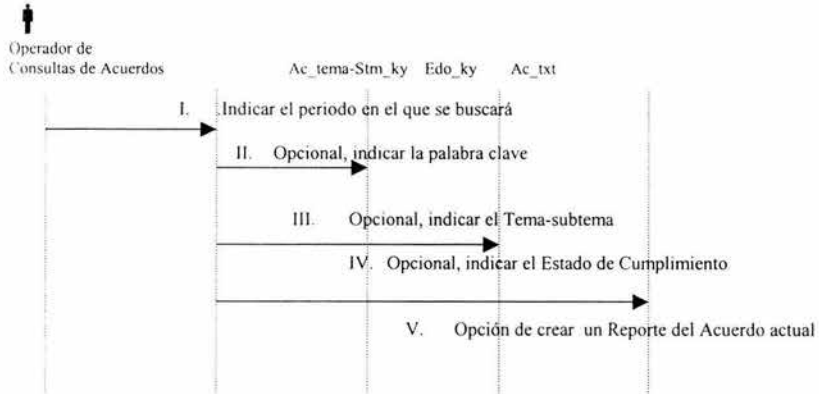 Operador de
Consultas de Acuerdos
Ac_tema-Stm_ky Edo_ky Ac_txt
I. .Indicar el periodo en el que se buscará
II. Opcional, indicar la palabra clave
III. Opcional, indicar el Tema-subtema
IV. Opcional, indicar el Estado de Cumplimiento
V. Opción de crear un Reporte del Acuerdo actual